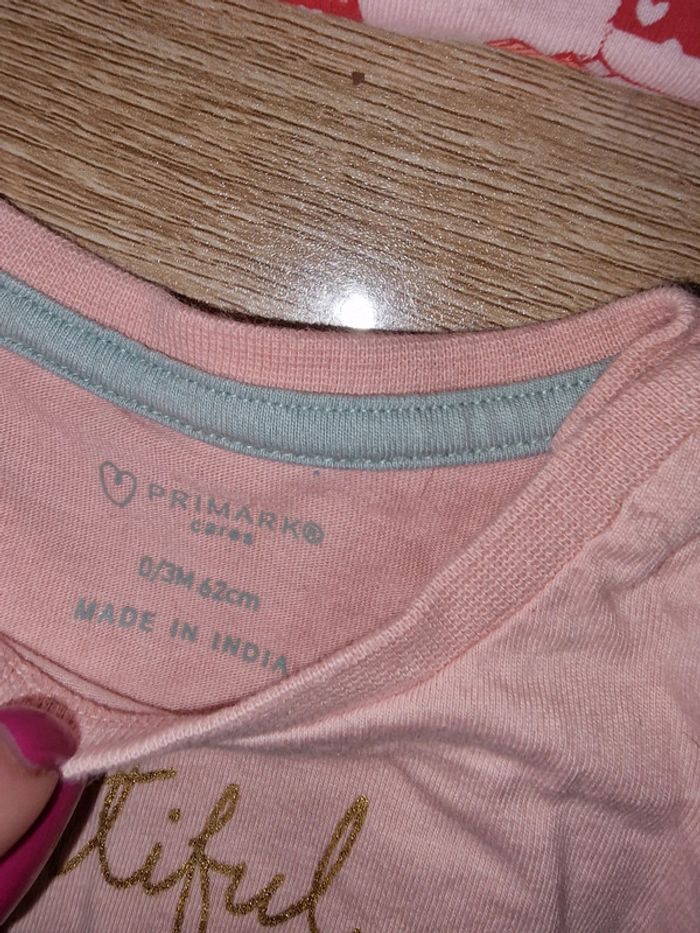 PRIMARK®
cares
0/3M 62cm
MADE IN INDIA
tiful